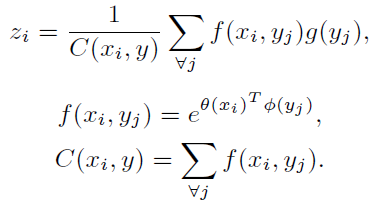 z_i = \frac{1}{C(x_i, y)} \sum_{\forall j} f(x_i, y_j) g(y_j),
f(x_i, y_j) = e^{\theta(x_i)^T \phi(y_j)},
C(x_i, y) = \sum_{\forall j} f(x_i, y_j).